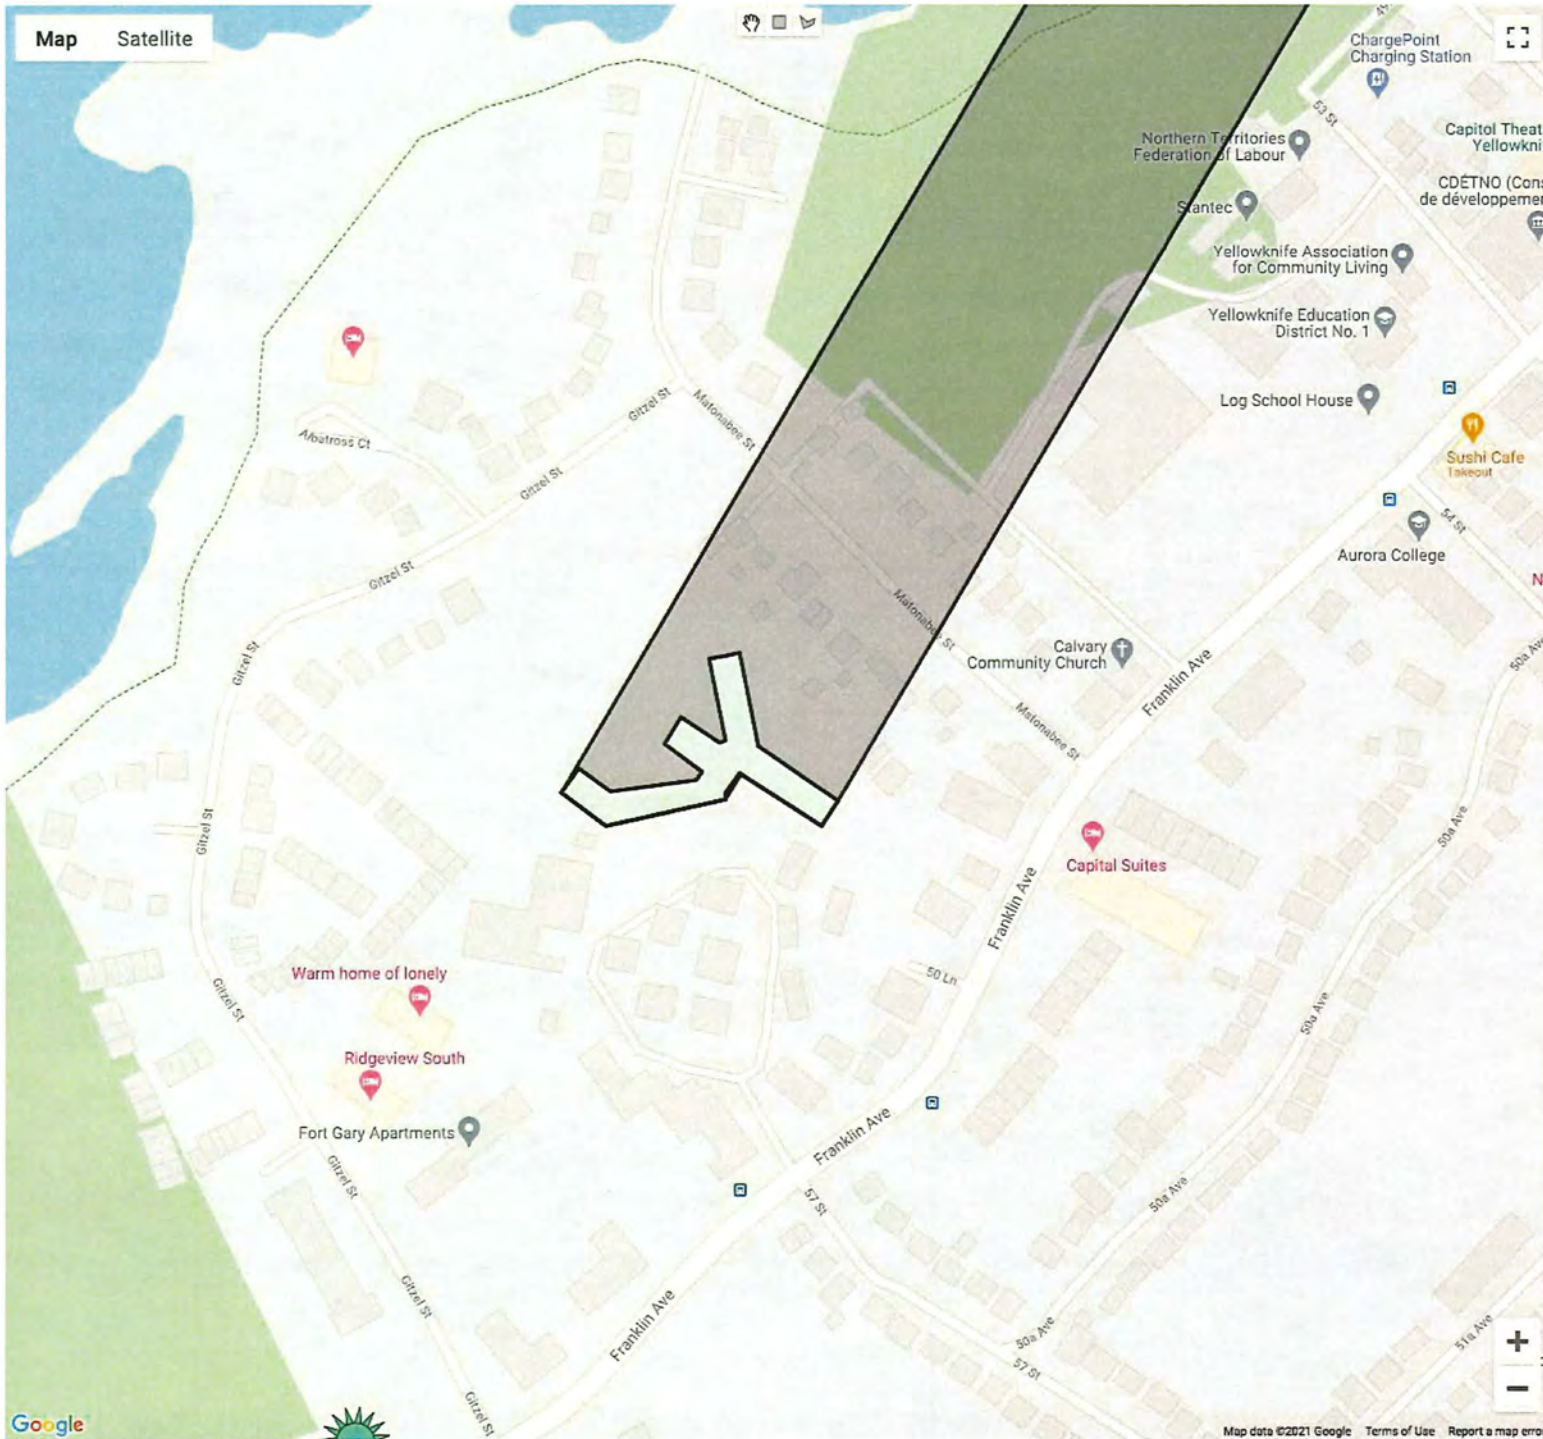 Map Satellite
ChargePoint
Charging Station
53 St
Northern Territories
Federation of Labour
Capitol Theat
Yellowkni
CDÉTNO (Cons
de développemen
Stantec
Yellowknife Association
for Community Living
Yellowknife Education
District No. 1
Log School House
Sushi Cafe
Takeout
54 St
Aurora College
N
Gitzel St
Matonabee St
Albatross Ct
Gitzel St
Gitzel St
Matonabee St
Calvary
Community Church
Franklin Ave
50a Ave
Gitzel St
Matonabee St
Gitzel St
Capital Suites
50a Ave
Franklin Ave
Warm home of lonely
50 Ln
Gitzel St
50a Ave
Ridgeview South
Fort Gary Apartments
Franklin Ave
Gitzel St
57 St
50a Ave
Gitzel St
Franklin Ave
50a Ave
57 St
51a Ave
Gitzel St
Google
Map data ©2021 Google Terms of Use Report a map error